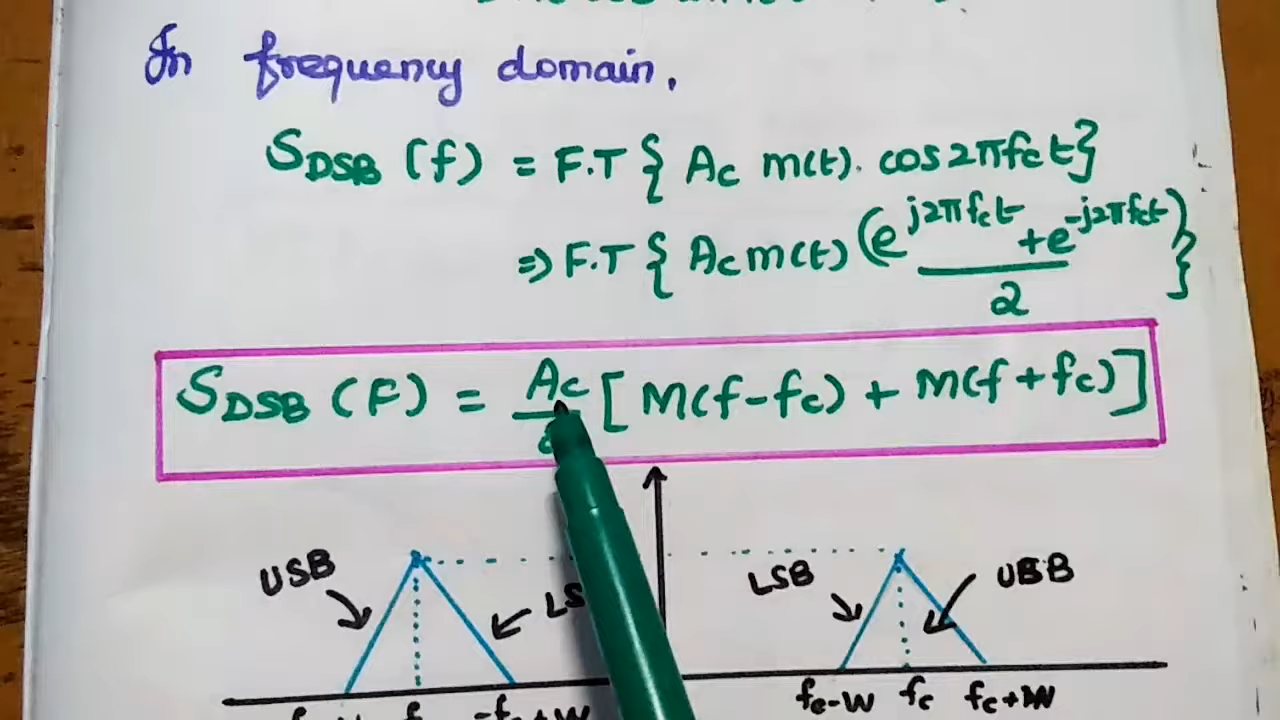 In frequency domain,
S_DSB (f) = F.T { Ac m(t). cos 2πfct}
⇒ F.T { Ac m(t) (e^j2πfct + e^-j2πfct)/2 }
S_DSB (F) = Ac/2 [ M(f-fc) + M(f+fc)]
USB LSB UBB
fc-W fc fc+W
-fc+W